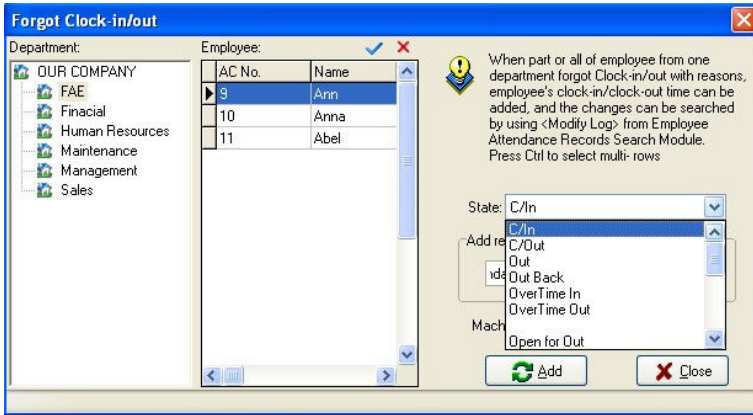 Forgot Clock-in/out
Department:
OUR COMPANY
FAE
Finacial
Human Resources
Maintenance
Management
Sales
Employee:
AC No. Name
9 Ann
10 Anna
11 Abel
When part or all of employee from one
department forgot Clock-in/out with reasons,
employee's clock-in/clock-out time can be
added, and the changes can be searched
by using <Modify Log> from Employee
Attendance Records Search Module.
Press Ctrl to select multi- rows
State: C/In
C/In
C/Out
Out
Out Back
OverTime In
OverTime Out
Open for Out
Add re
Mach
Add
Close